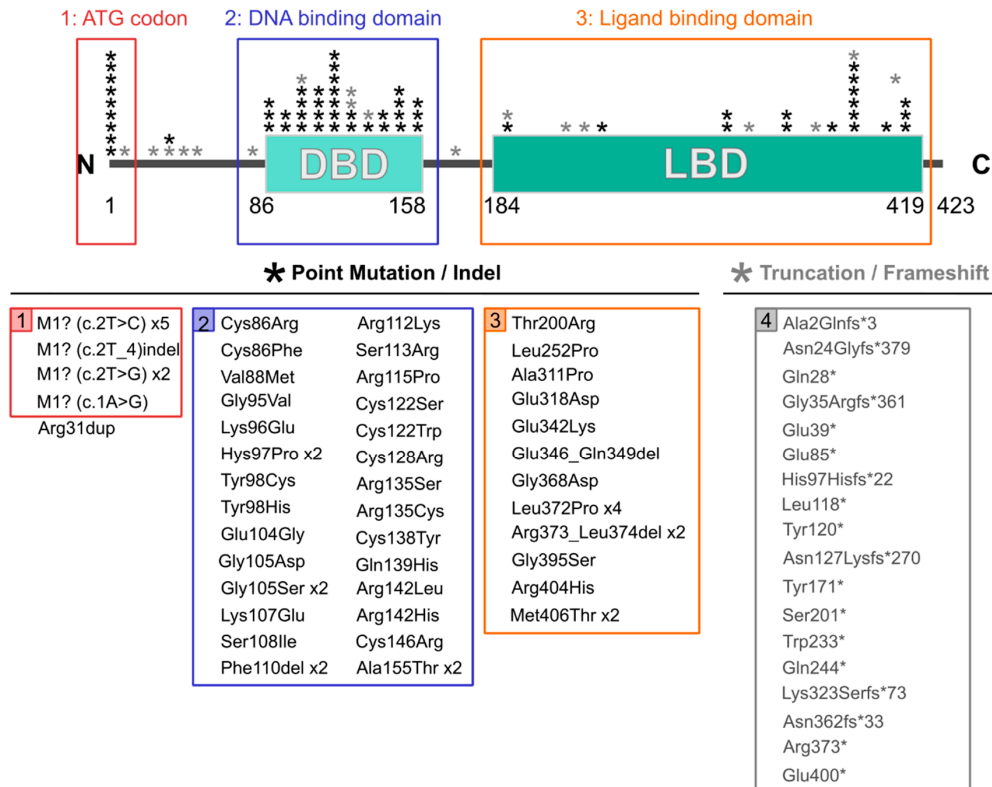 1: ATG codon
2: DNA binding domain
3: Ligand binding domain
N
DBD
LBD
C
1
86
158
184
419
423
* Point Mutation / Indel
* Truncation / Frameshift
1
M1? (c.2T>C) x5
M1? (c.2T_4)indel
M1? (c.2T>G) x2
M1? (c.1A>G)
Arg31dup
2
Cys86Arg
Cys86Phe
Val88Met
Gly95Val
Lys96Glu
Hys97Pro x2
Tyr98Cys
Tyr98His
Glu104Gly
Gly105Asp
Gly105Ser x2
Lys107Glu
Ser108Ile
Phe110del x2
Arg112Lys
Ser113Arg
Arg115Pro
Cys122Ser
Cys122Trp
Cys128Arg
Arg135Ser
Arg135Cys
Cys138Tyr
Gln139His
Arg142Leu
Arg142His
Cys146Arg
Ala155Thr x2
3
Thr200Arg
Leu252Pro
Ala311Pro
Glu318Asp
Glu342Lys
Glu346_Gln349del
Gly368Asp
Leu372Pro x4
Arg373_Leu374del x2
Gly395Ser
Arg404His
Met406Thr x2
4
Ala2Glnfs*3
Asn24Glyfs*379
Gln28*
Gly35Argfs*361
Glu39*
Glu85*
His97Hisfs*22
Leu118*
Tyr120*
Asn127Lysfs*270
Tyr171*
Ser201*
Trp233*
Gln244*
Lys323Serfs*73
Asn362fs*33
Arg373*
Glu400*